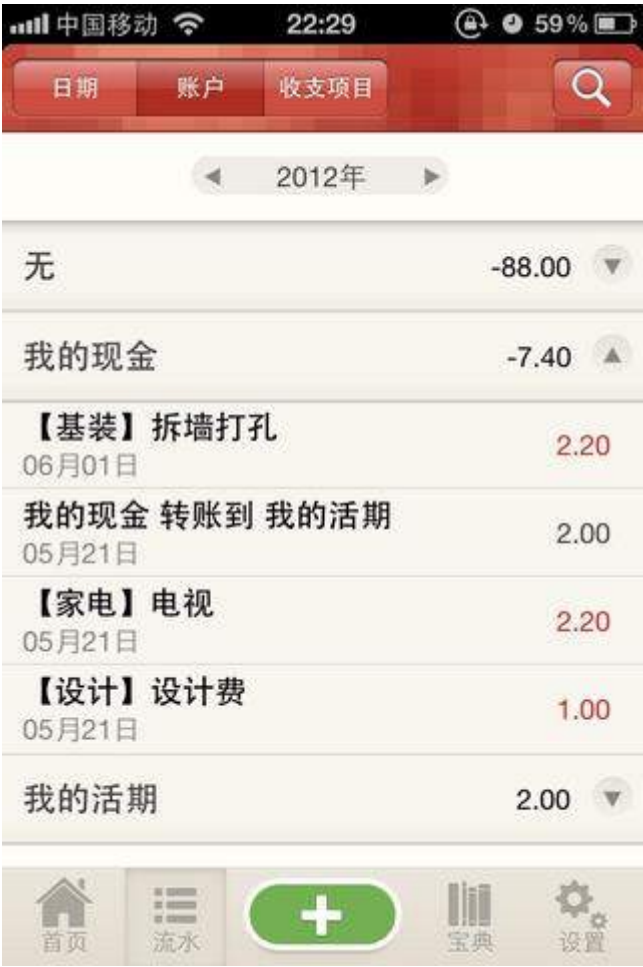 中国移动 22:29 59%
日期 账户 收支项目
2012年
无 -88.00
我的现金 -7.40
【基装】拆墙打孔 2.20
06月01日
我的现金 转账到 我的活期 2.00
05月21日
【家电】电视 2.20
05月21日
【设计】设计费 1.00
05月21日
我的活期 2.00
首页 流水 宝典 设置